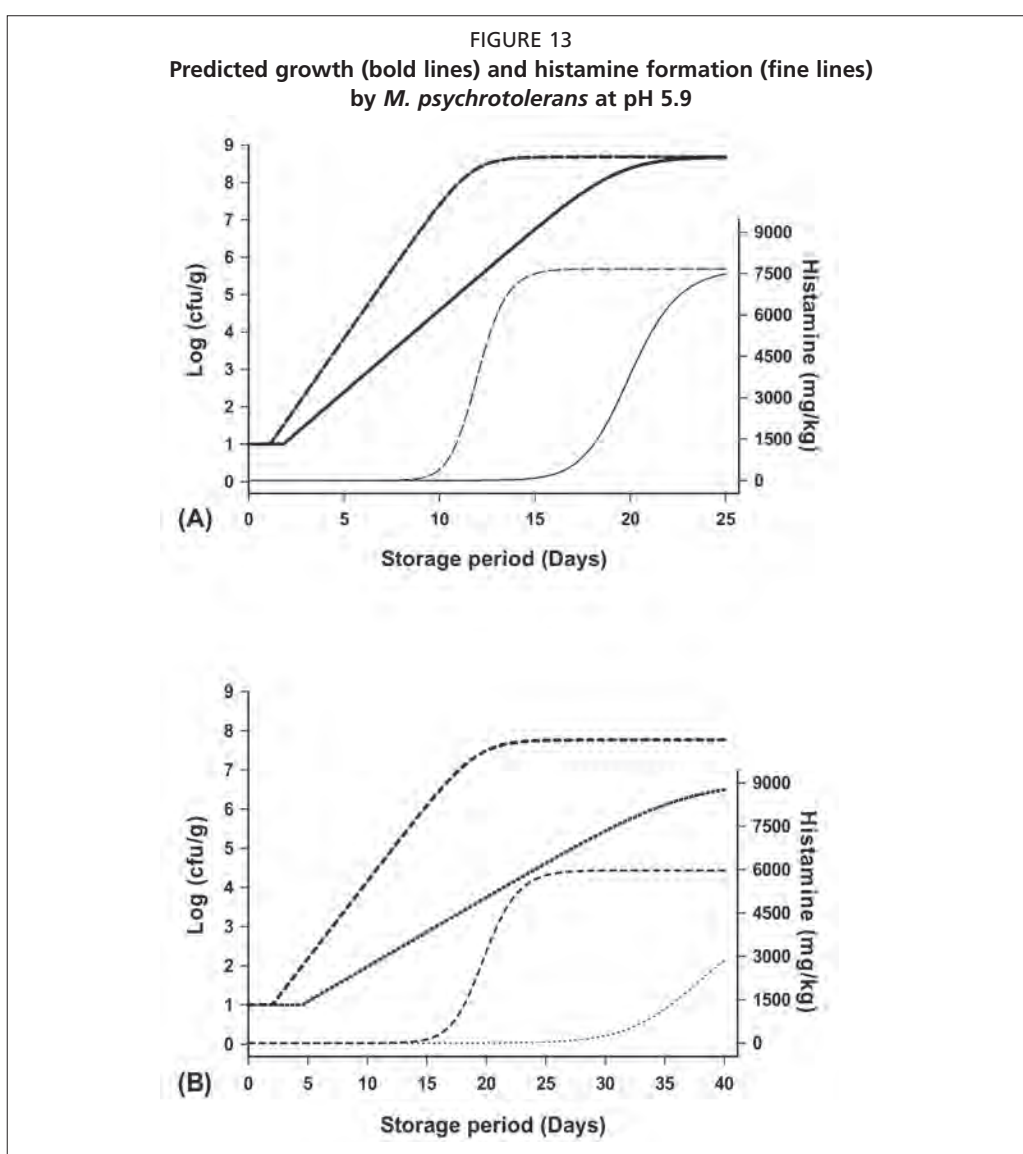 FIGURE 13
Predicted growth (bold lines) and histamine formation (fine lines)
by M. psychrotolerans at pH 5.9
9
8
7
6
5
4
3
2
1
0
Log (cfu/g)
9000
7500
6000
4500
3000
1500
0
Histamine (mg/kg)
(A)
0 5 10 15 20 25
Storage period (Days)
9
8
7
6
5
4
3
2
1
0
Log (cfu/g)
9000
7500
6000
4500
3000
1500
0
Histamine (mg/kg)
(B)
0 5 10 15 20 25 30 35 40
Storage period (Days)